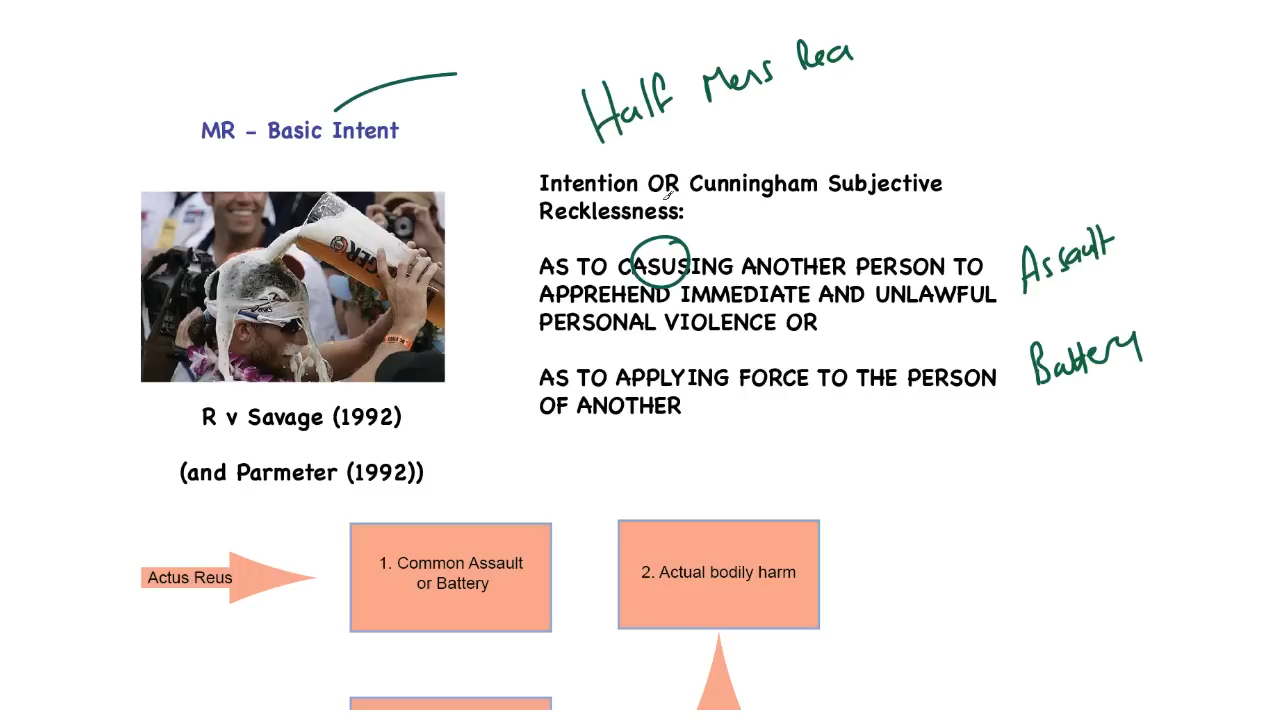 Half Mens Rea
MR - Basic Intent
Intention OR Cunningham Subjective
Recklessness:
AS TO CASUSING ANOTHER PERSON TO
APPREHEND IMMEDIATE AND UNLAWFUL
PERSONAL VIOLENCE OR
Assault
AS TO APPLYING FORCE TO THE PERSON
OF ANOTHER
Battery
GER
R v Savage (1992)
(and Parmeter (1992))
Actus Reus
1. Common Assault
or Battery
2. Actual bodily harm